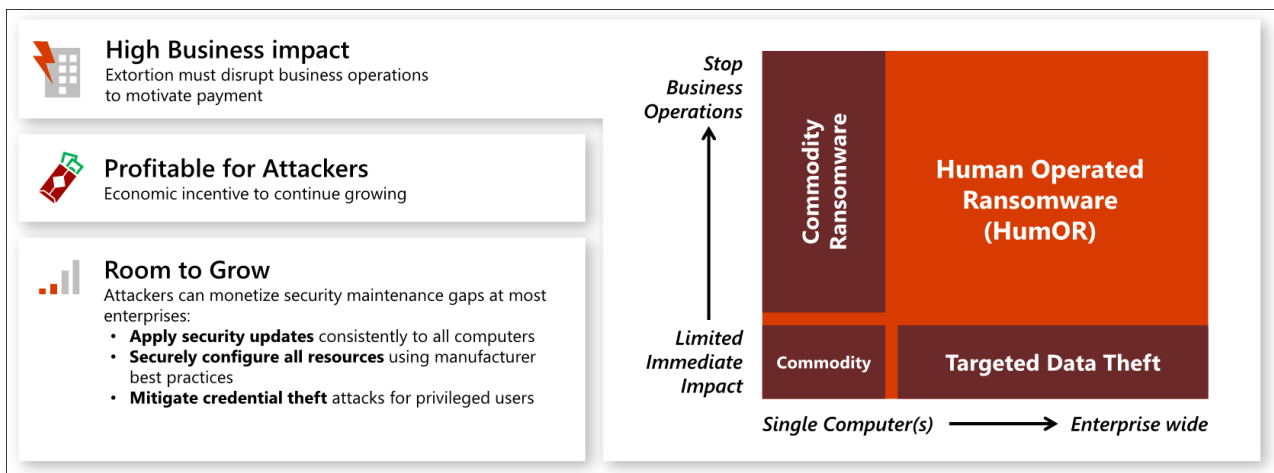 High Business impact
Extortion must disrupt business operations
to motivate payment
Profitable for Attackers
Economic incentive to continue growing
Room to Grow
Attackers can monetize security maintenance gaps at most
enterprises:
• Apply security updates consistently to all computers
• Securely configure all resources using manufacturer
best practices
• Mitigate credential theft attacks for privileged users
Stop
Business
Operations
Limited
Immediate
Impact
Commodity
Ransomware
Human Operated
Ransomware
(HumOR)
Commodity
Targeted Data Theft
Single Computer(s)
Enterprise wide